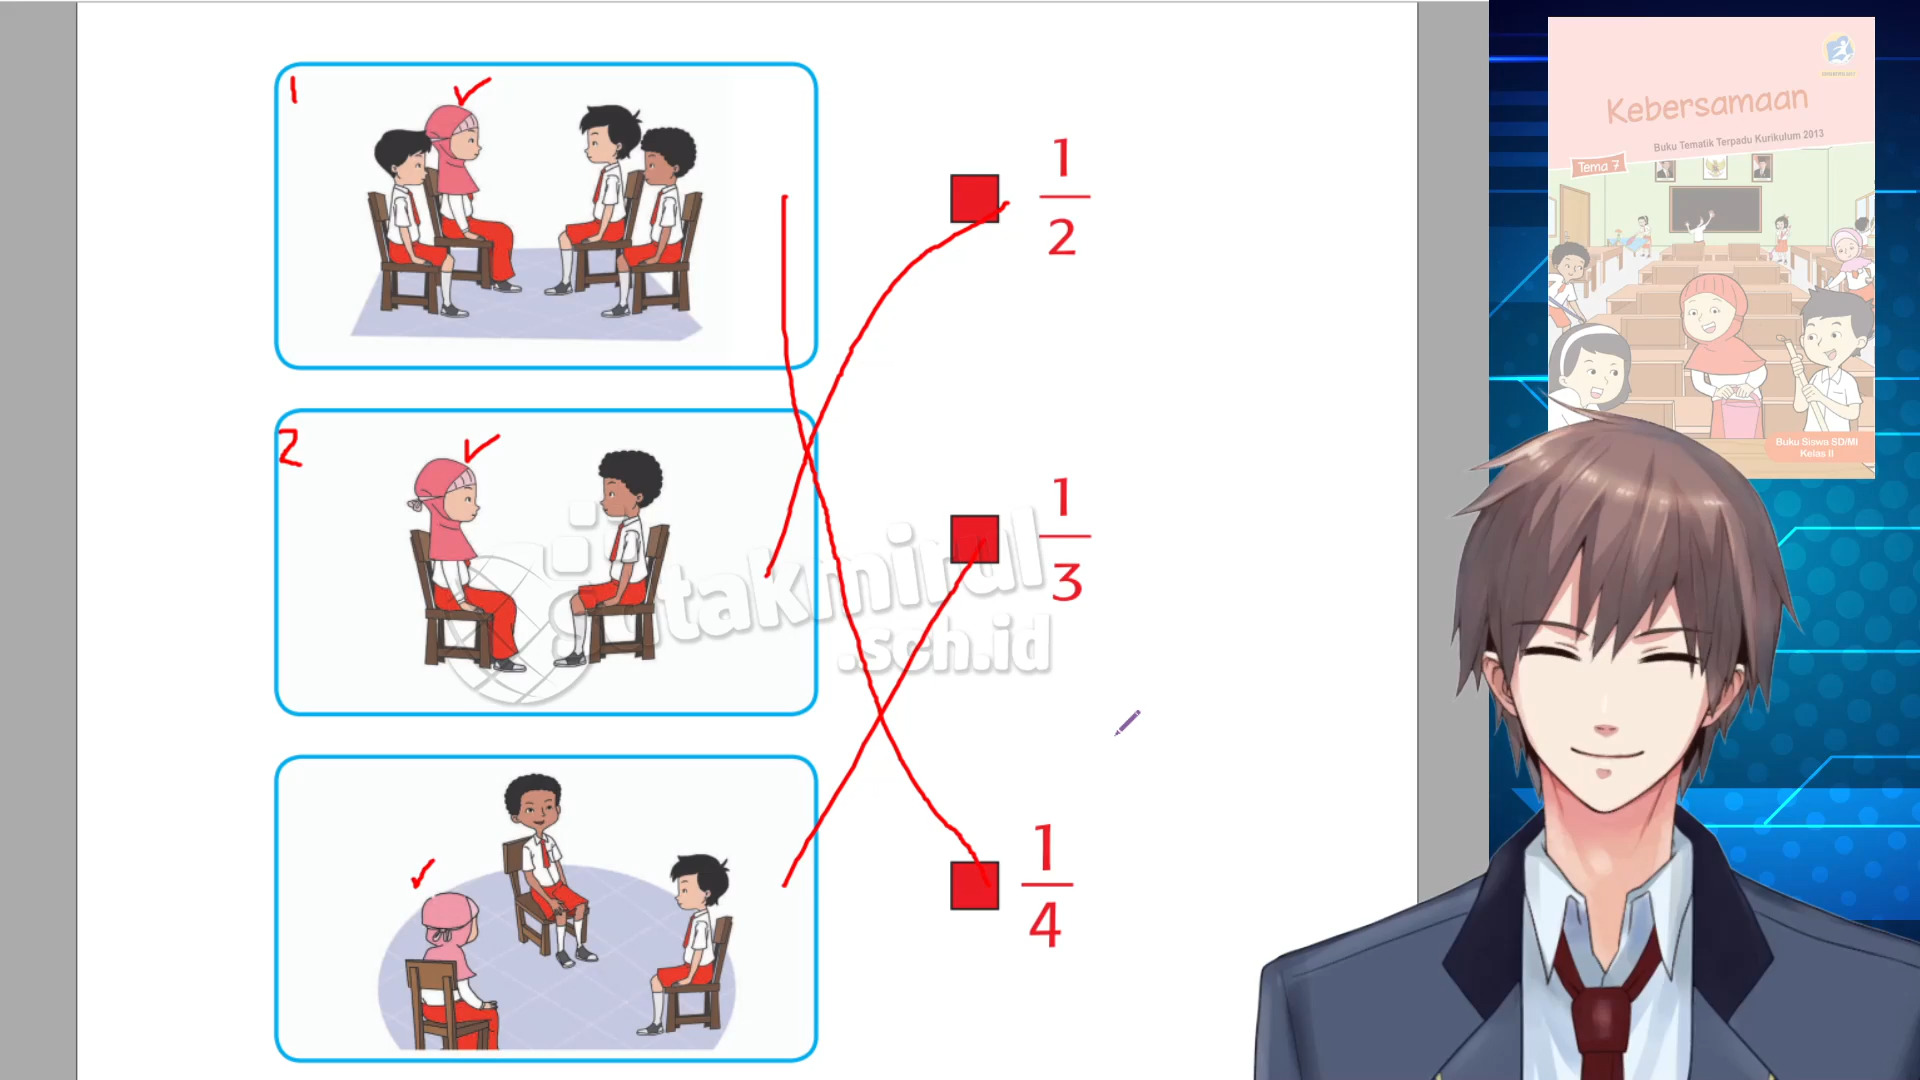 1
1
2
2
1
3
1
4
takmirul
.sch.id
Kebersamaan
Buku Tematik Terpadu Kurikulum 2013
Tema 7
Buku Siswa SD/MI
Kelas II